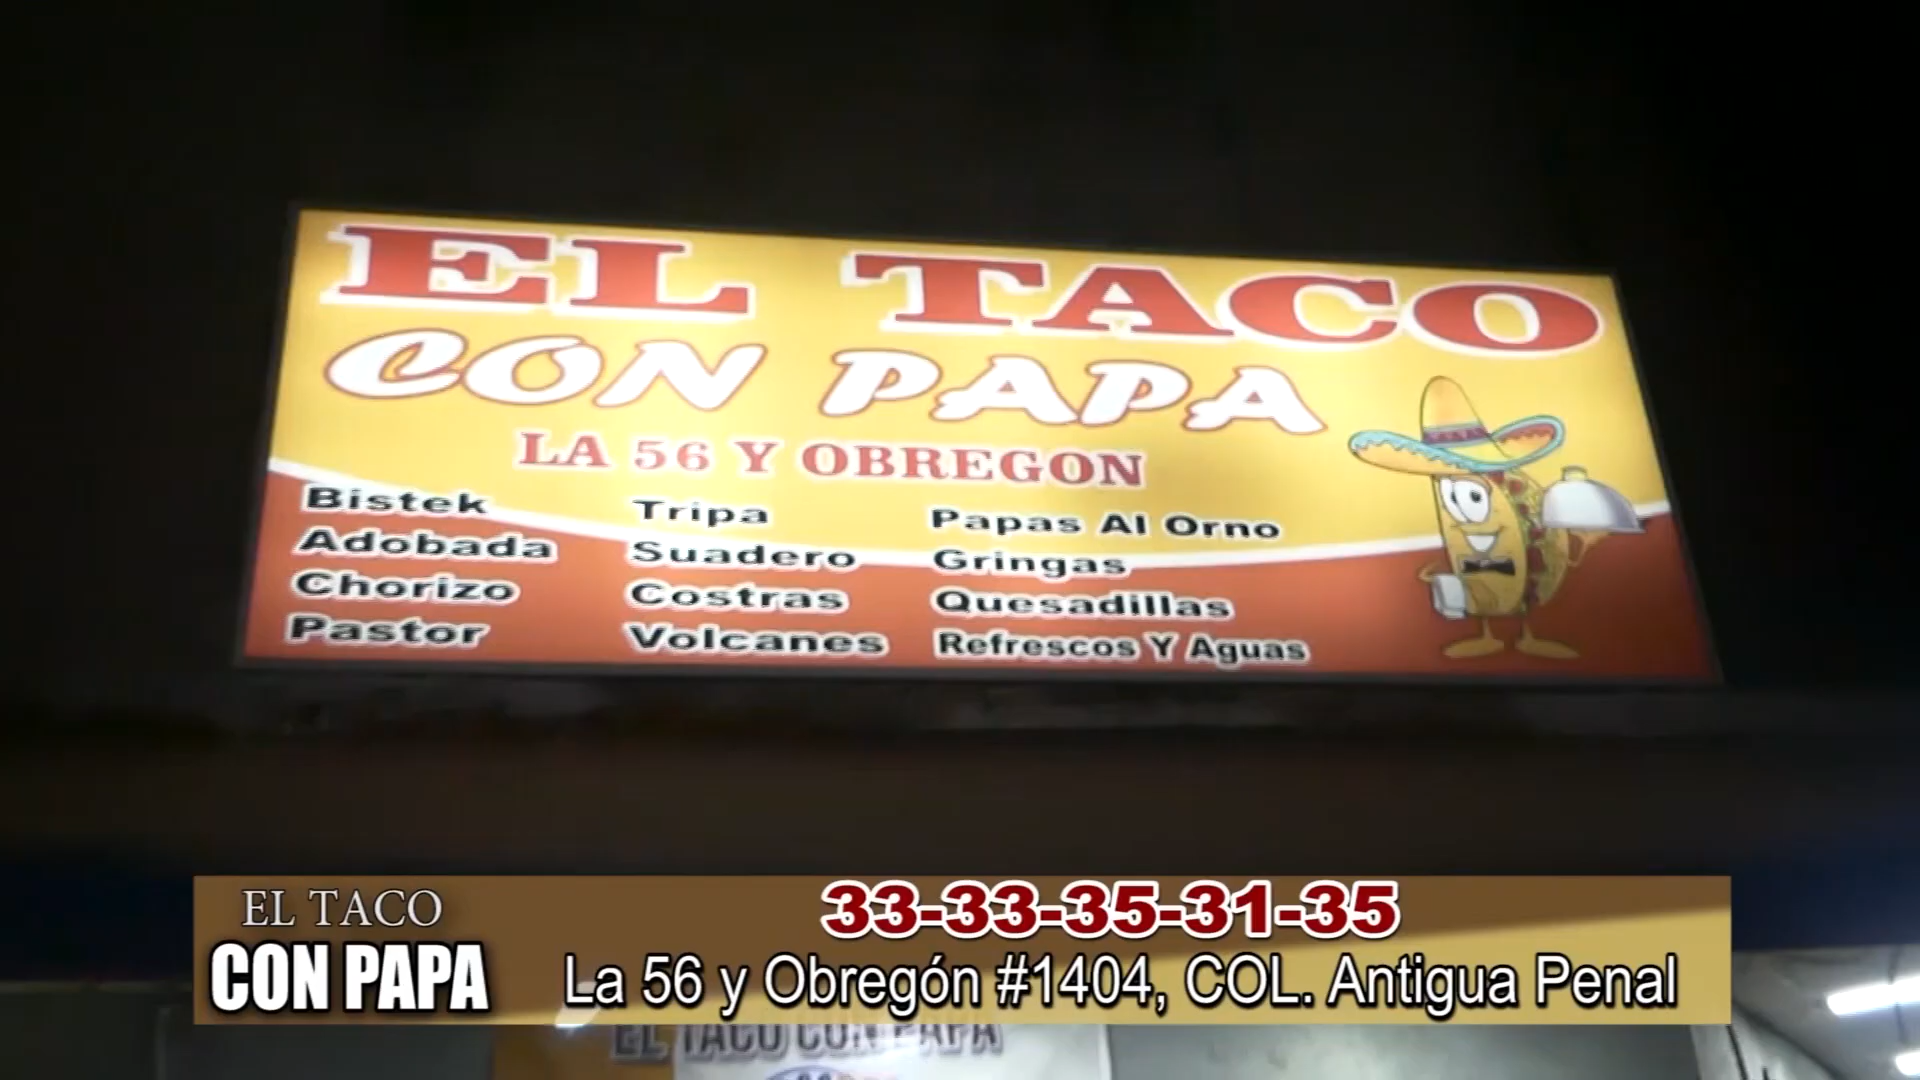 EL TACO
CON PAPA
LA 56 Y OBREGON
Bistek
Adobada
Chorizo
Pastor
Tripa
Suadero
Costras
Volcanes
Papas Al Orno
Gringas
Quesadillas
Refrescos Y Aguas
EL TACO
CON PAPA
33-33-35-31-35
La 56 y Obregón #1404, COL. Antigua Penal
EL TACO CON PAPA